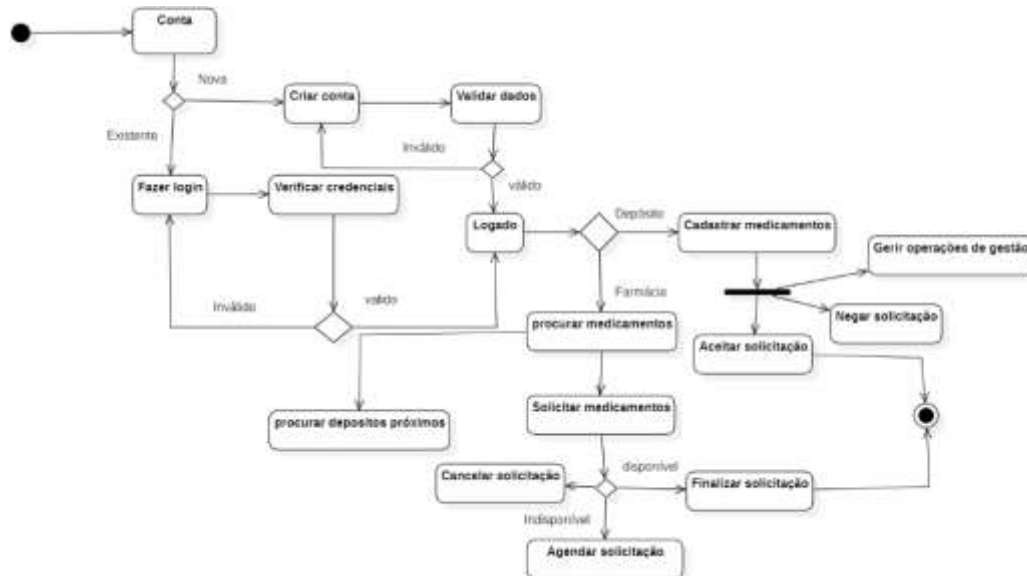 Conta
Nova
Criar conta
Validar dados
Existente
Inválido
válido
Fazer login
Verificar credenciais
Logado
Depósito
Cadastrar medicamentos
Gerir operações de gestão
Inválido
valido
Farmácia
Negar solicitação
procurar medicamentos
Aceitar solicitação
Solicitar medicamentos
procurar depositos próximos
disponível
Cancelar solicitação
Finalizar solicitação
Indisponível
Agendar solicitação